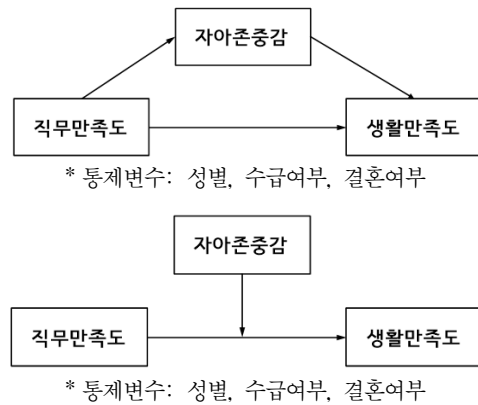 자아존중감
직무만족도 생활만족도
* 통제변수: 성별, 수급여부, 결혼여부
자아존중감
직무만족도 생활만족도
* 통제변수: 성별, 수급여부, 결혼여부